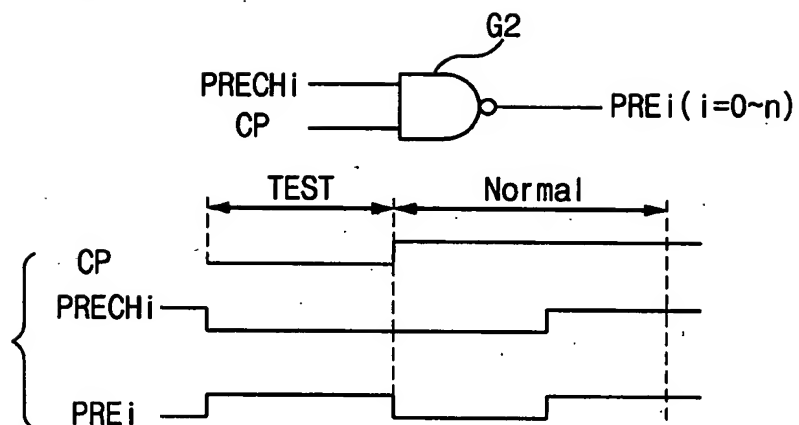 G2
PRECHi
CP
PREi(i=0~n)
TEST
Normal
CP
PRECHi
PREi